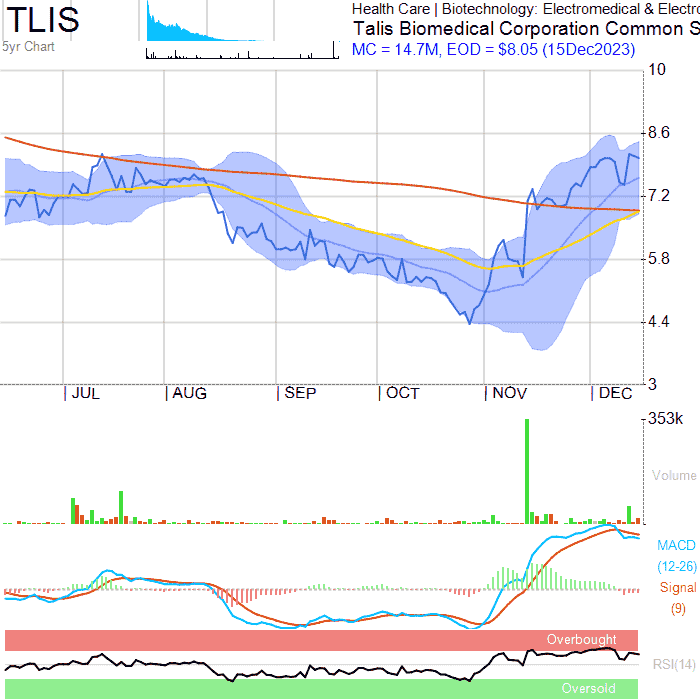 TLIS
5yr Chart
Health Care | Biotechnology: Electromedical & Electro
Talis Biomedical Corporation Common S
MC = 14.7M, EOD = $8.05 (15Dec2023)
10
8.6
7.2
5.8
4.4
3
JUL AUG SEP OCT NOV DEC
353k
Volume
MACD
(12-26)
Signal
(9)
Overbought
RSI(14)
Oversold